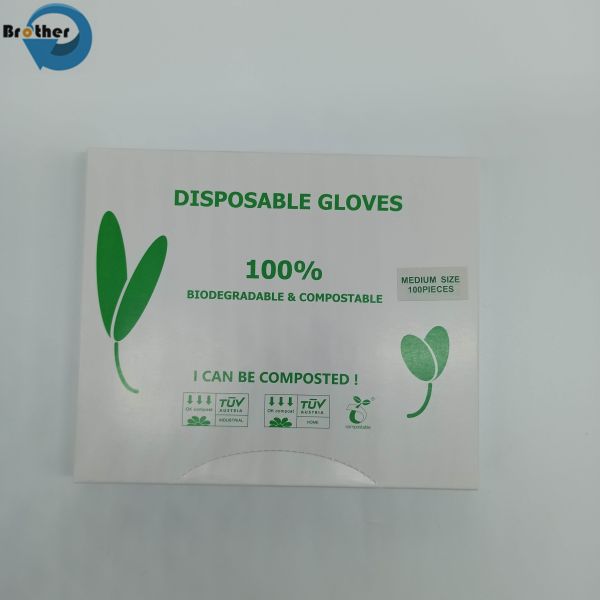 Brother
DISPOSABLE GLOVES
100%
BIODEGRADABLE & COMPOSTABLE
MEDIUM SIZE
100PIECES
I CAN BE COMPOSTED !
OK compost
TÜV
AUSTRIA
INDUSTRIAL
OK compost
TÜV
AUSTRIA
HOME
compostable